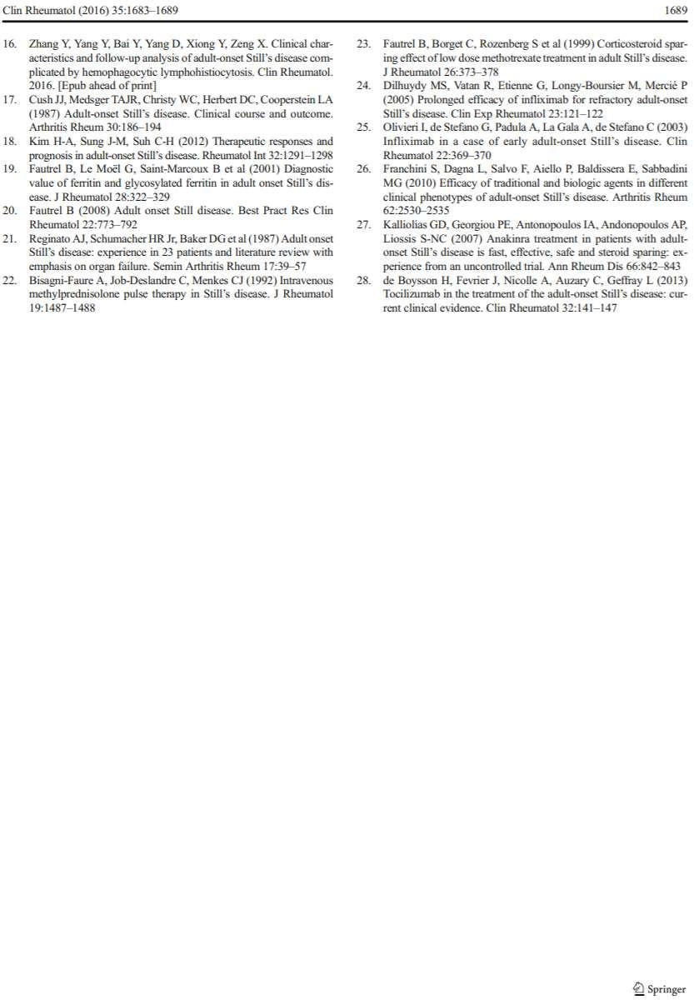 Clin Rheumatol (2016) 35:1683–1689 1689
16. Zhang Y, Yang Y, Bai Y, Yang D, Xiong Y, Zeng X. Clinical char-
acteristics and follow-up analysis of adult-onset Still's disease com-
plicated by hemophagocytic lymphohistiocytosis. Clin Rheumatol.
2016. [Epub ahead of print]
17. Cush JJ, Medsger TAJR, Christy WC, Herbert DC, Cooperstein LA
(1987) Adult-onset Still's disease. Clinical course and outcome.
Arthritis Rheum 30:186–194
18. Kim H-A, Sung J-M, Suh C-H (2012) Therapeutic responses and
prognosis in adult-onset Still's disease. Rheumatol Int 32:1291–1298
19. Fautrel B, Le Moël G, Saint-Marcoux B et al (2001) Diagnostic
value of ferritin and glycosylated ferritin in adult onset Still's dis-
ease. J Rheumatol 28:322–329
20. Fautrel B (2008) Adult onset Still disease. Best Pract Res Clin
Rheumatol 22:773–792
21. Reginato AJ, Schumacher HR Jr, Baker DG et al (1987) Adult onset
Still's disease: experience in 23 patients and literature review with
emphasis on organ failure. Semin Arthritis Rheum 17:39–57
22. Bisagni-Faure A, Job-Deslandre C, Menkes CJ (1992) Intravenous
methylprednisolone pulse therapy in Still's disease. J Rheumatol
19:1487–1488
23. Fautrel B, Borget C, Rozenberg S et al (1999) Corticosteroid spar-
ing effect of low dose methotrexate treatment in adult Still's disease.
J Rheumatol 26:373–378
24. Dilhuydy MS, Vatan R, Etienne G, Longy-Boursier M, Mercié P
(2005) Prolonged efficacy of infliximab for refractory adult-onset
Still's disease. Clin Exp Rheumatol 23:121–122
25. Olivieri I, de Stefano G, Padula A, La Gala A, de Stefano C (2003)
Infliximab in a case of early adult-onset Still's disease. Clin
Rheumatol 22:369–370
26. Franchini S, Dagna L, Salvo F, Aiello P, Baldissera E, Sabbadini
MG (2010) Efficacy of traditional and biologic agents in different
clinical phenotypes of adult-onset Still's disease. Arthritis Rheum
62:2530–2535
27. Kalliolias GD, Georgiou PE, Antonopoulos IA, Andonopoulos AP,
Liossis S-NC (2007) Anakinra treatment in patients with adult-
onset Still's disease is fast, effective, safe and steroid sparing: ex-
perience from an uncontrolled trial. Ann Rheum Dis 66:842–843
28. de Boysson H, Fevrier J, Nicolle A, Auzary C, Geffray L (2013)
Tocilizumab in the treatment of the adult-onset Still's disease: cur-
rent clinical evidence. Clin Rheumatol 32:141–147
Springer